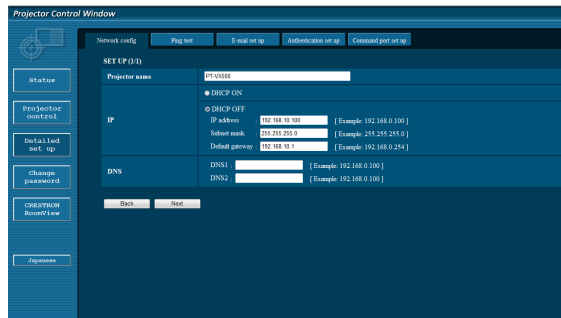 Projector Control Window
Network config Ping test E-mail set up Authentication set up Command port set up
SET UP (1/1)
Status
Projector control
Detailed set up
Change password
CRESTRON RoomView
Japanese
Projector name PT-VX500
IP
DHCP ON
DHCP OFF
IP address : 192.168.10.100 [ Example: 192.168.0.100 ]
Subnet mask : 255.255.255.0 [ Example: 255.255.255.0 ]
Default gateway : 192.168.10.1 [ Example: 192.168.0.254 ]
DNS
DNS1 : [ Example: 192.168.0.100 ]
DNS2 : [ Example: 192.168.0.100 ]
Back Next